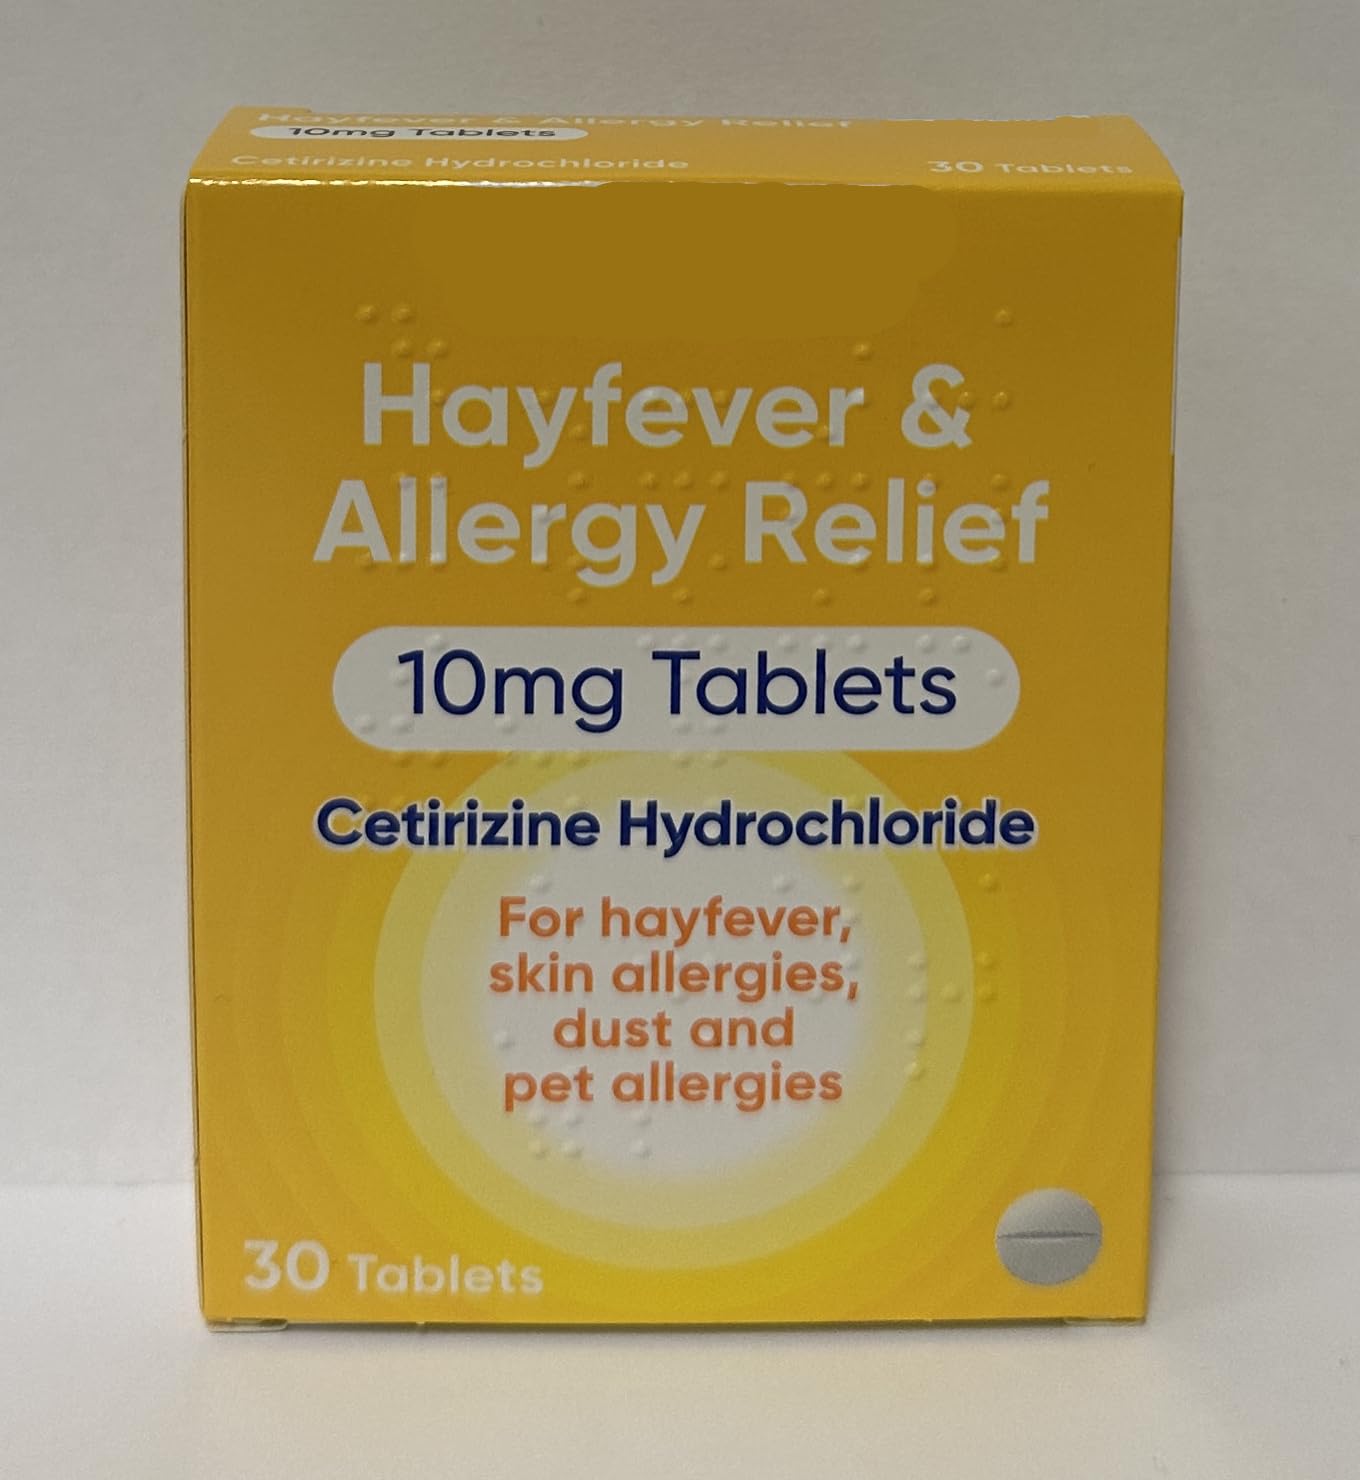 Hayfever & Allergy Relief
10mg Tablets
Cetirizine Hydrochloride
30 Tablets
Hayfever &
Allergy Relief
10mg Tablets
Cetirizine Hydrochloride
For hayfever,
skin allergies,
dust and
pet allergies
30 Tablets